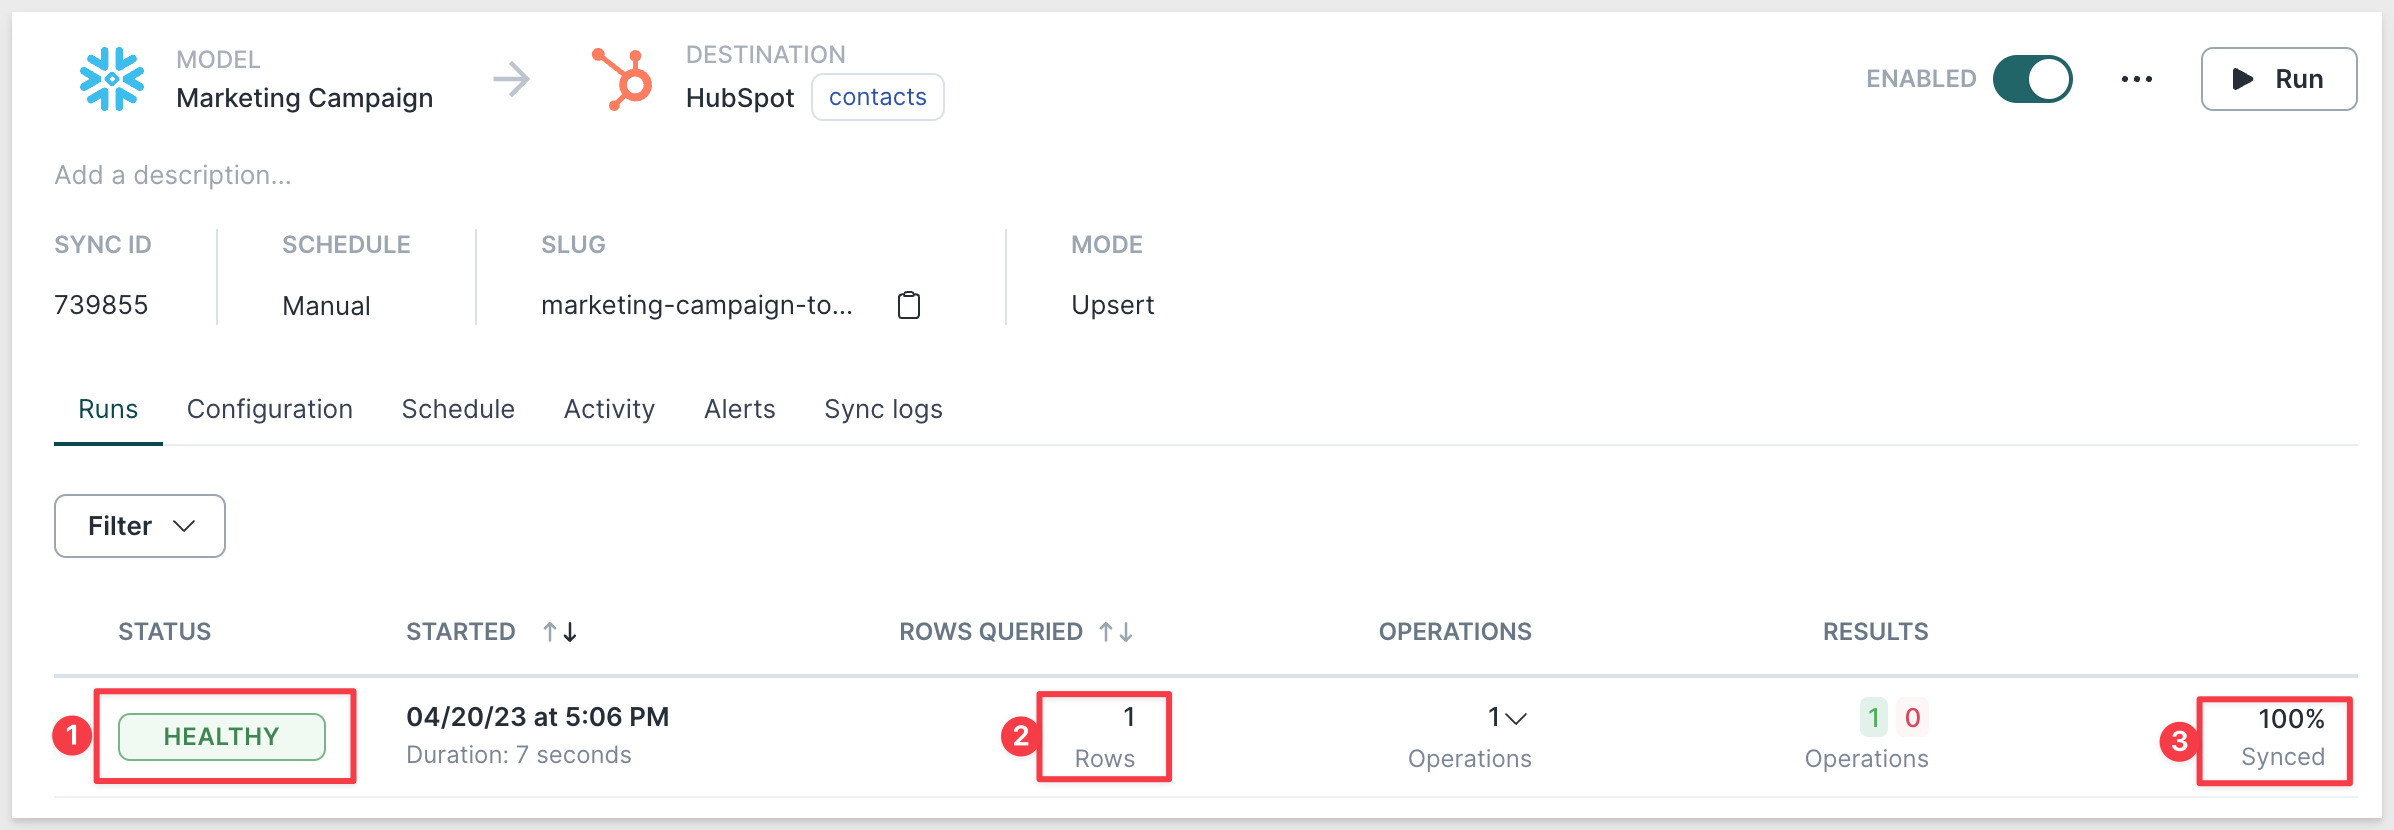 MODEL
Marketing Campaign
DESTINATION
HubSpot contacts
ENABLED
Run
Add a description...
SYNC ID SCHEDULE SLUG MODE
739855 Manual marketing-campaign-to... Upsert
Runs Configuration Schedule Activity Alerts Sync logs
Filter
STATUS STARTED ROWS QUERIED OPERATIONS RESULTS
1 HEALTHY 04/20/23 at 5:06 PM 2 1 1 1 0 3 100%
Duration: 7 seconds Rows Operations Operations Synced